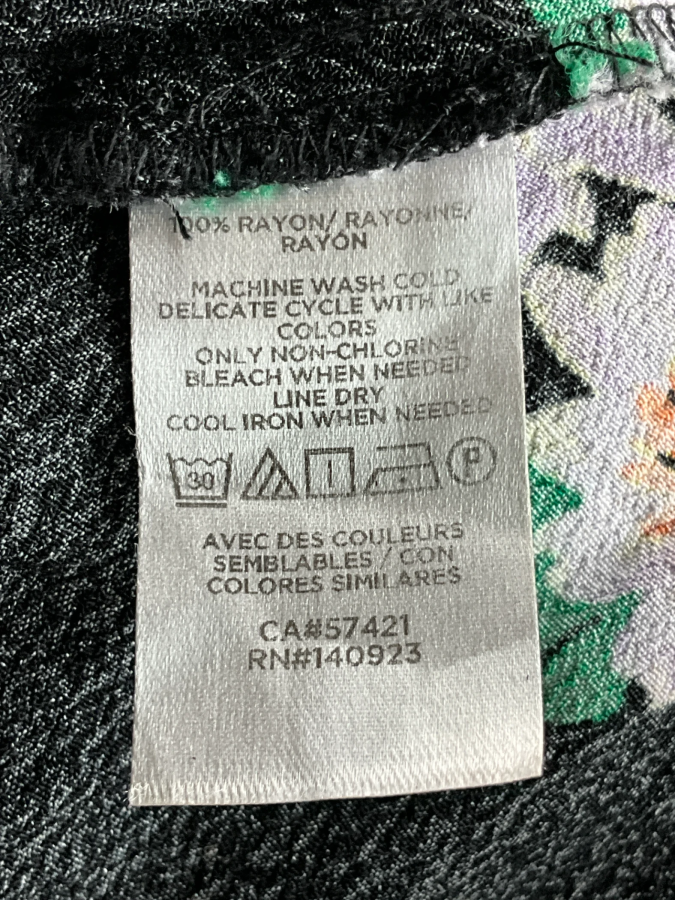 100% RAYON/ RAYONNE/
RAYÓN
MACHINE WASH COLD
DELICATE CYCLE WITH LIKE
COLORS
ONLY NON-CHLORINE
BLEACH WHEN NEEDED
LINE DRY
COOL IRON WHEN NEEDED
30 P
AVEC DES COULEURS
SEMBLABLES / CON
COLORES SIMILARES
CA#57421
RN#140923